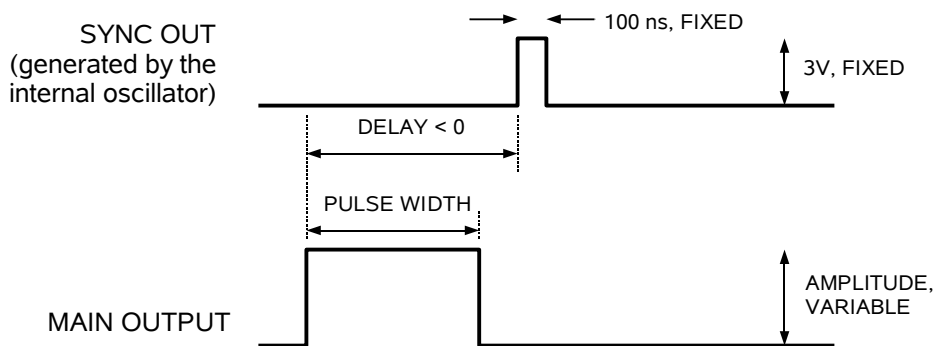 100 ns, FIXED
SYNC OUT
(generated by the
internal oscillator)
3V, FIXED
DELAY < 0
PULSE WIDTH
AMPLITUDE,
VARIABLE
MAIN OUTPUT